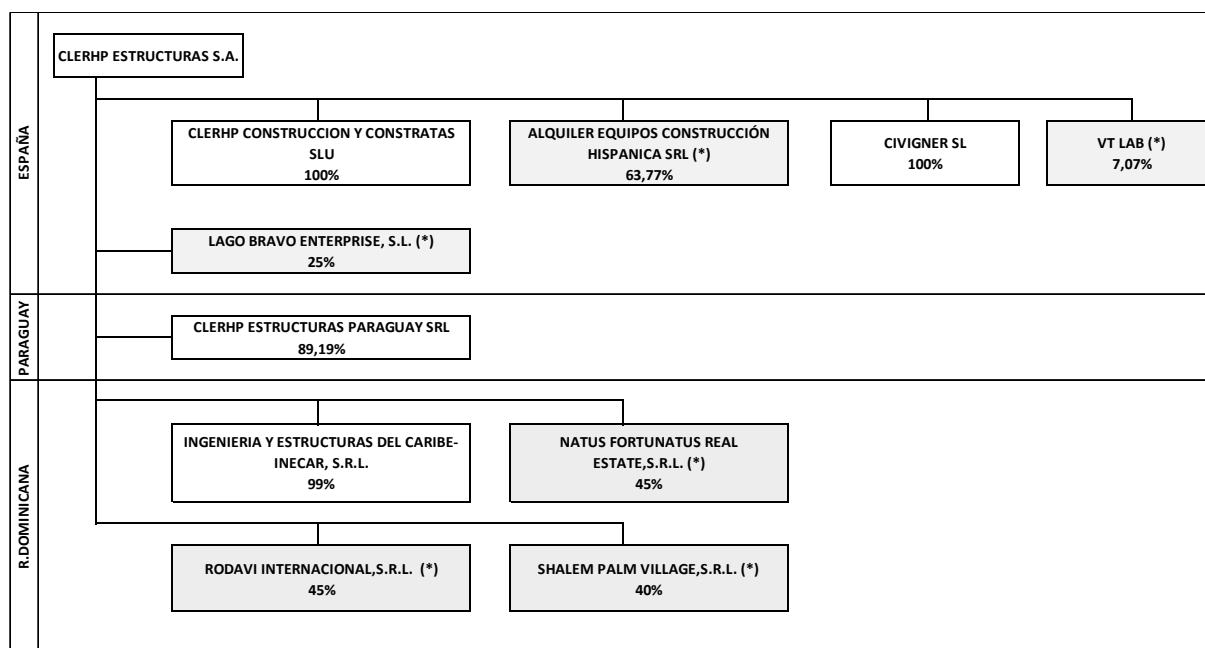 ESPAÑA
CLERHP ESTRUCTURAS S.A.
CLERHP CONSTRUCCION Y CONSTRATAS
SLU
100%
ALQUILER EQUIPOS CONSTRUCCIÓN
HISPANICA SRL (*)
63,77%
CIVIGNER SL
100%
VT LAB (*)
7,07%
LAGO BRAVO ENTERPRISE, S.L. (*)
25%
PARAGUAY
CLERHP ESTRUCTURAS PARAGUAY SRL
89,19%
R.DOMINICANA
INGENIERIA Y ESTRUCTURAS DEL CARIBE-
INECAR, S.R.L.
99%
NATUS FORTUNATUS REAL
ESTATE,S.R.L. (*)
45%
RODAVI INTERNACIONAL,S.R.L. (*)
45%
SHALEM PALM VILLAGE,S.R.L. (*)
40%